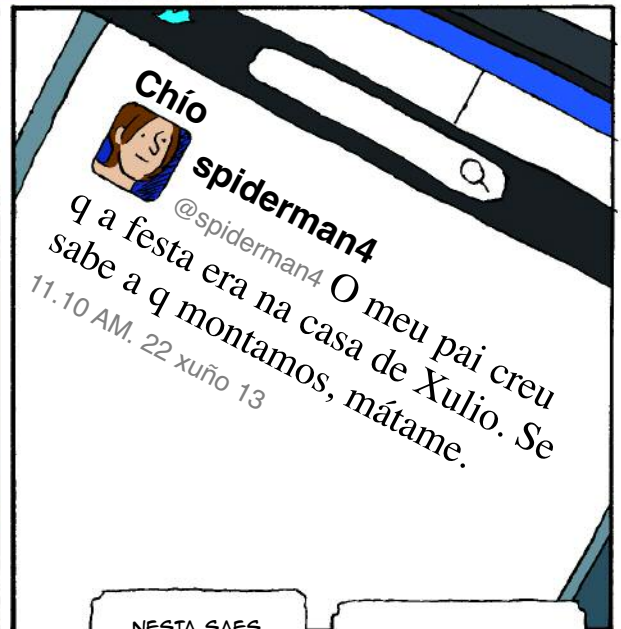 Chío
spiderman4
@spiderman4 O meu pai creu
q a festa era na casa de Xulio. Se
sabe a q montamos, mátame.
11.10 AM. 22 xuño 13
NESTA SAES